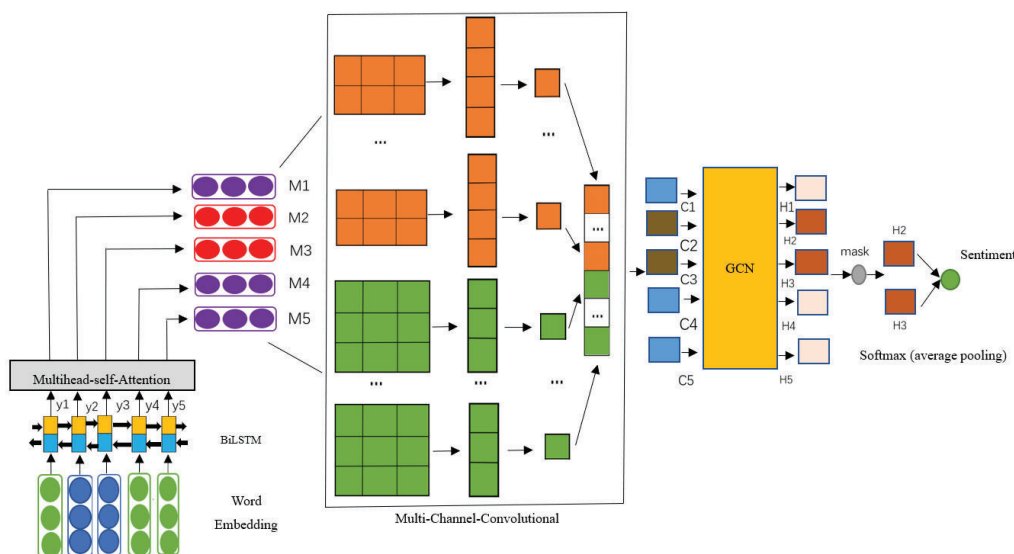 M1
M2
M3
M4
M5
Multihead-self-Attention
y1
y2
y3
y4
y5
BiLSTM
Word
Embedding
...
...
...
...
...
...
...
...
Multi-Channel-Convolutional
C1
C2
C3
C4
C5
GCN
H1
H2
H3
H4
H5
mask
H2
H3
Sentiment
Softmax (average pooling)